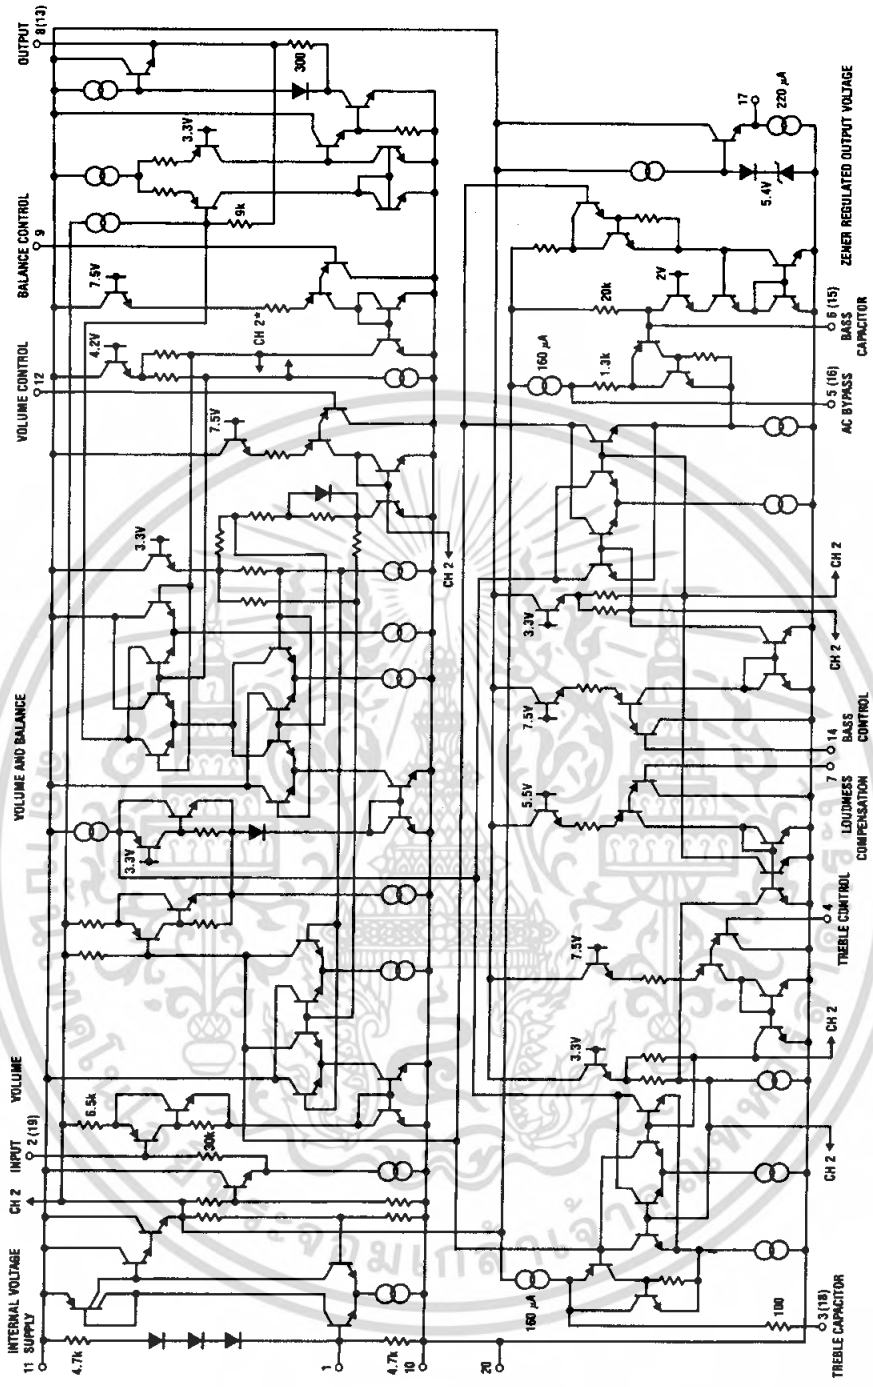 INTERNAL VOLTAGE
SUPPLY
11
4.7k
1
4.7k
10
20
CH 2
INPUT
2 (19)
VOLUME
6.5k
30k
VOLUME AND BALANCE
3.3V
3.3V
CH 2
VOLUME CONTROL
12
7.5V
4.2V
CH 2*
BALANCE CONTROL
9
7.5V
9k
3.3V
300
OUTPUT
8(13)
160 µA
100
3(18)
TREBLE CAPACITOR
CH 2
3.3V
CH 2
7.5V
4
TREBLE CONTROL
5.5V
LOUDNESS
COMPENSATION
7
7.5V
14
BASS
CONTROL
3.3V
CH 2
CH 2
160 µA
1.3k
5 (16)
AC BYPASS
20k
2V
6 (15)
BASS
CAPACITOR
5.4V
17
220 µA
ZENER REGULATED OUTPUT VOLTAGE